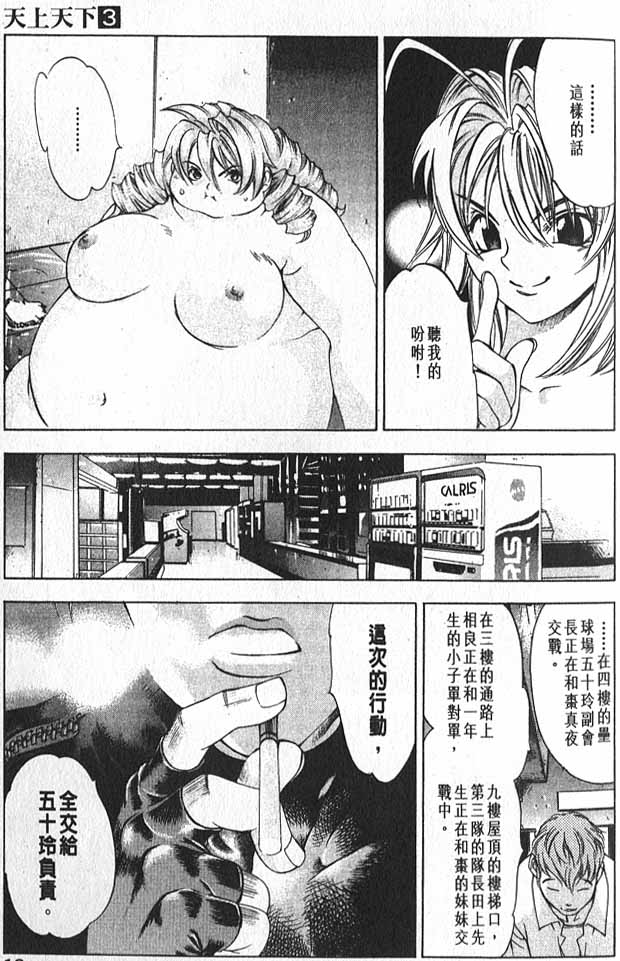 天上天下3
………
這樣的話
聽我的
吩咐！
……
CALRIS
……在四樓的壘
球場五十玲副會
長正在和棗真夜
交戰。
在三樓的通路上
相良正在和一年
生的小子單對單，
九樓屋頂的樓梯口，
第三隊的隊長田上先
生正在和棗的妹妹交
戰中。
這次的行動，
全交給
五十玲負責。